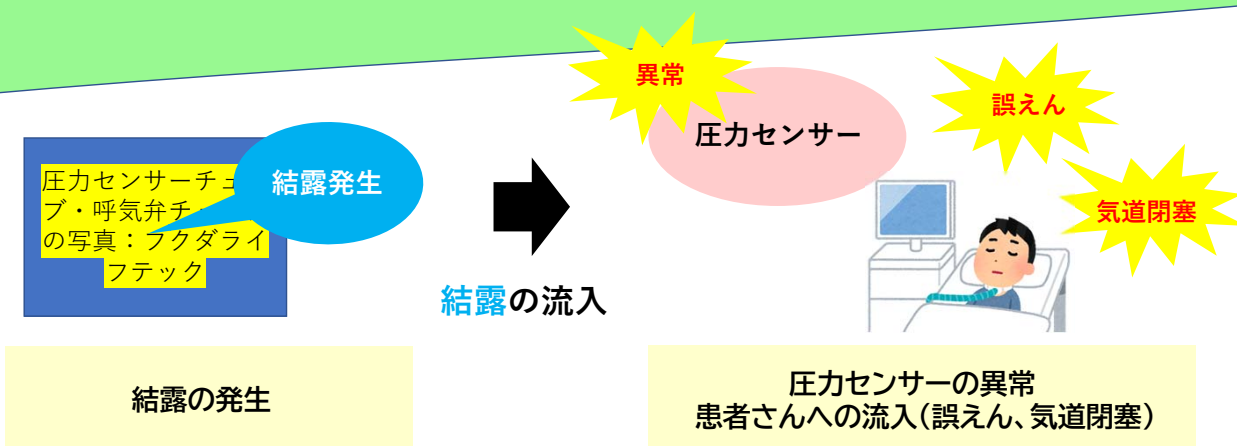 異常
圧力センサー
誤えん
気道閉塞
圧力センサーチュ
ブ・呼気弁チ
の写真：フクダライ
フテック
結露発生
結露の流入
結露の発生
圧力センサーの異常
患者さんへの流入（誤えん、気道閉塞）